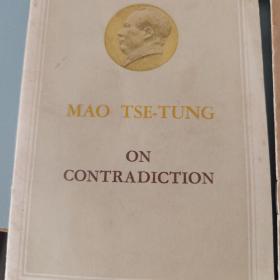 MAO TSE-TUNG
ON
CONTRADICTION